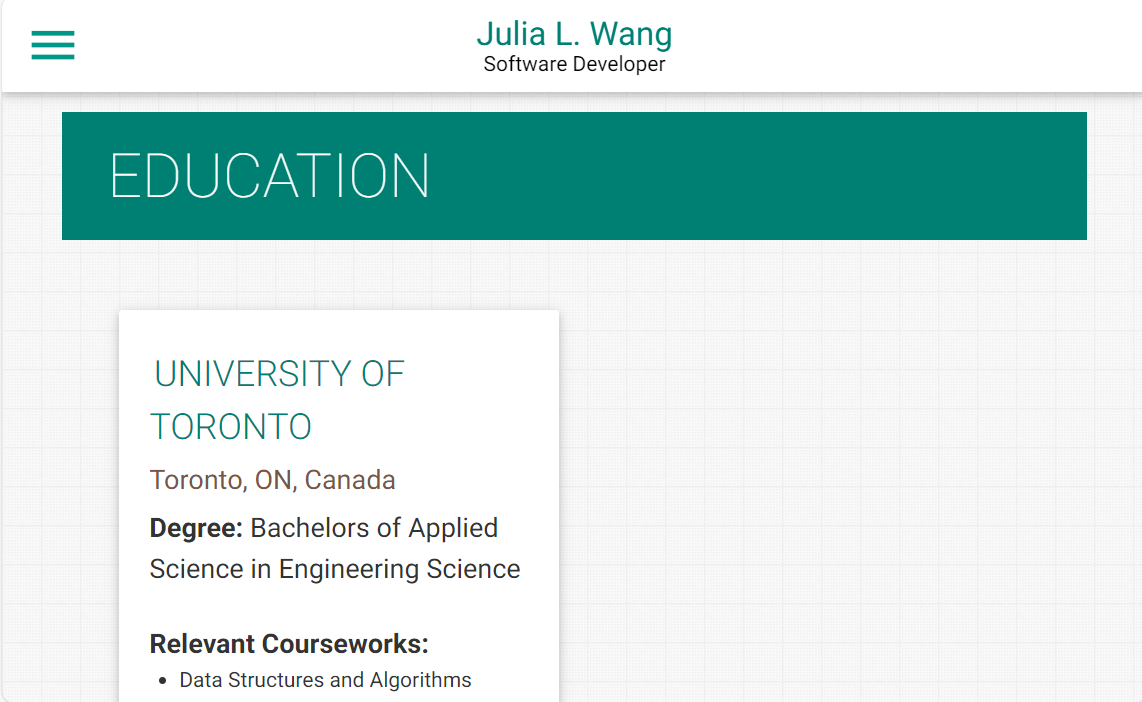 Julia L. Wang
Software Developer
EDUCATION
UNIVERSITY OF
TORONTO
Toronto, ON, Canada
Degree: Bachelors of Applied
Science in Engineering Science
Relevant Courseworks:
• Data Structures and Algorithms